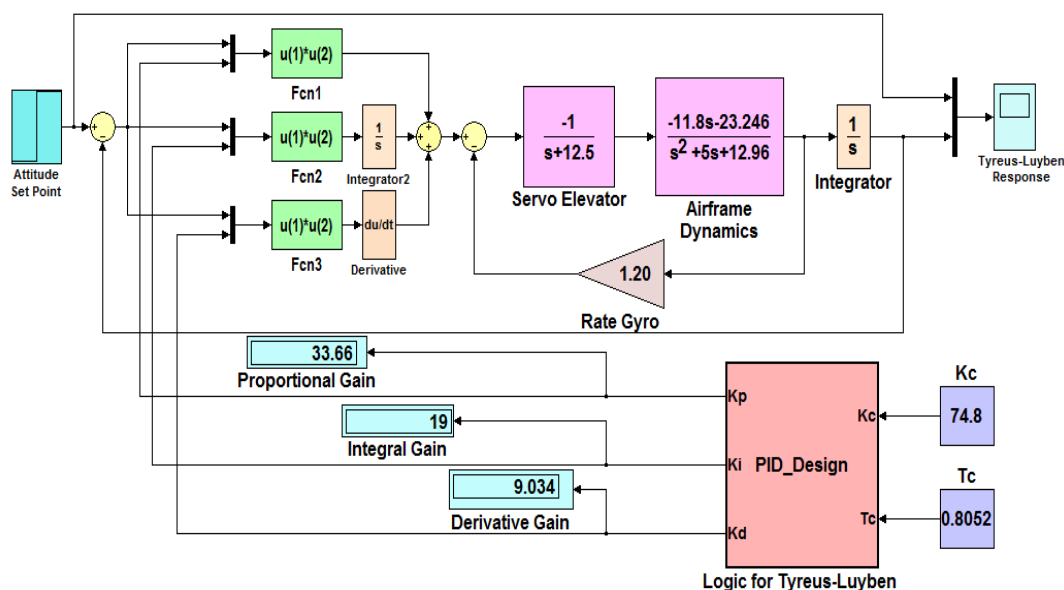 Attitude
Set Point
+
−
u(1)*u(2)
Fcn1
u(1)*u(2)
Fcn2
1
s
Integrator2
u(1)*u(2)
Fcn3
du/dt
Derivative
+
+
+
+
−
-1
s+12.5
Servo Elevator
-11.8s-23.246
s2 +5s+12.96
Airframe
Dynamics
1
s
Integrator
Tyreus-Luyben
Response
1.20
Rate Gyro
33.66
Proportional Gain
19
Integral Gain
9.034
Derivative Gain
Kp
Ki
Kd
PID_Design
Kc
Tc
Logic for Tyreus-Luyben
Kc
74.8
Tc
0.8052